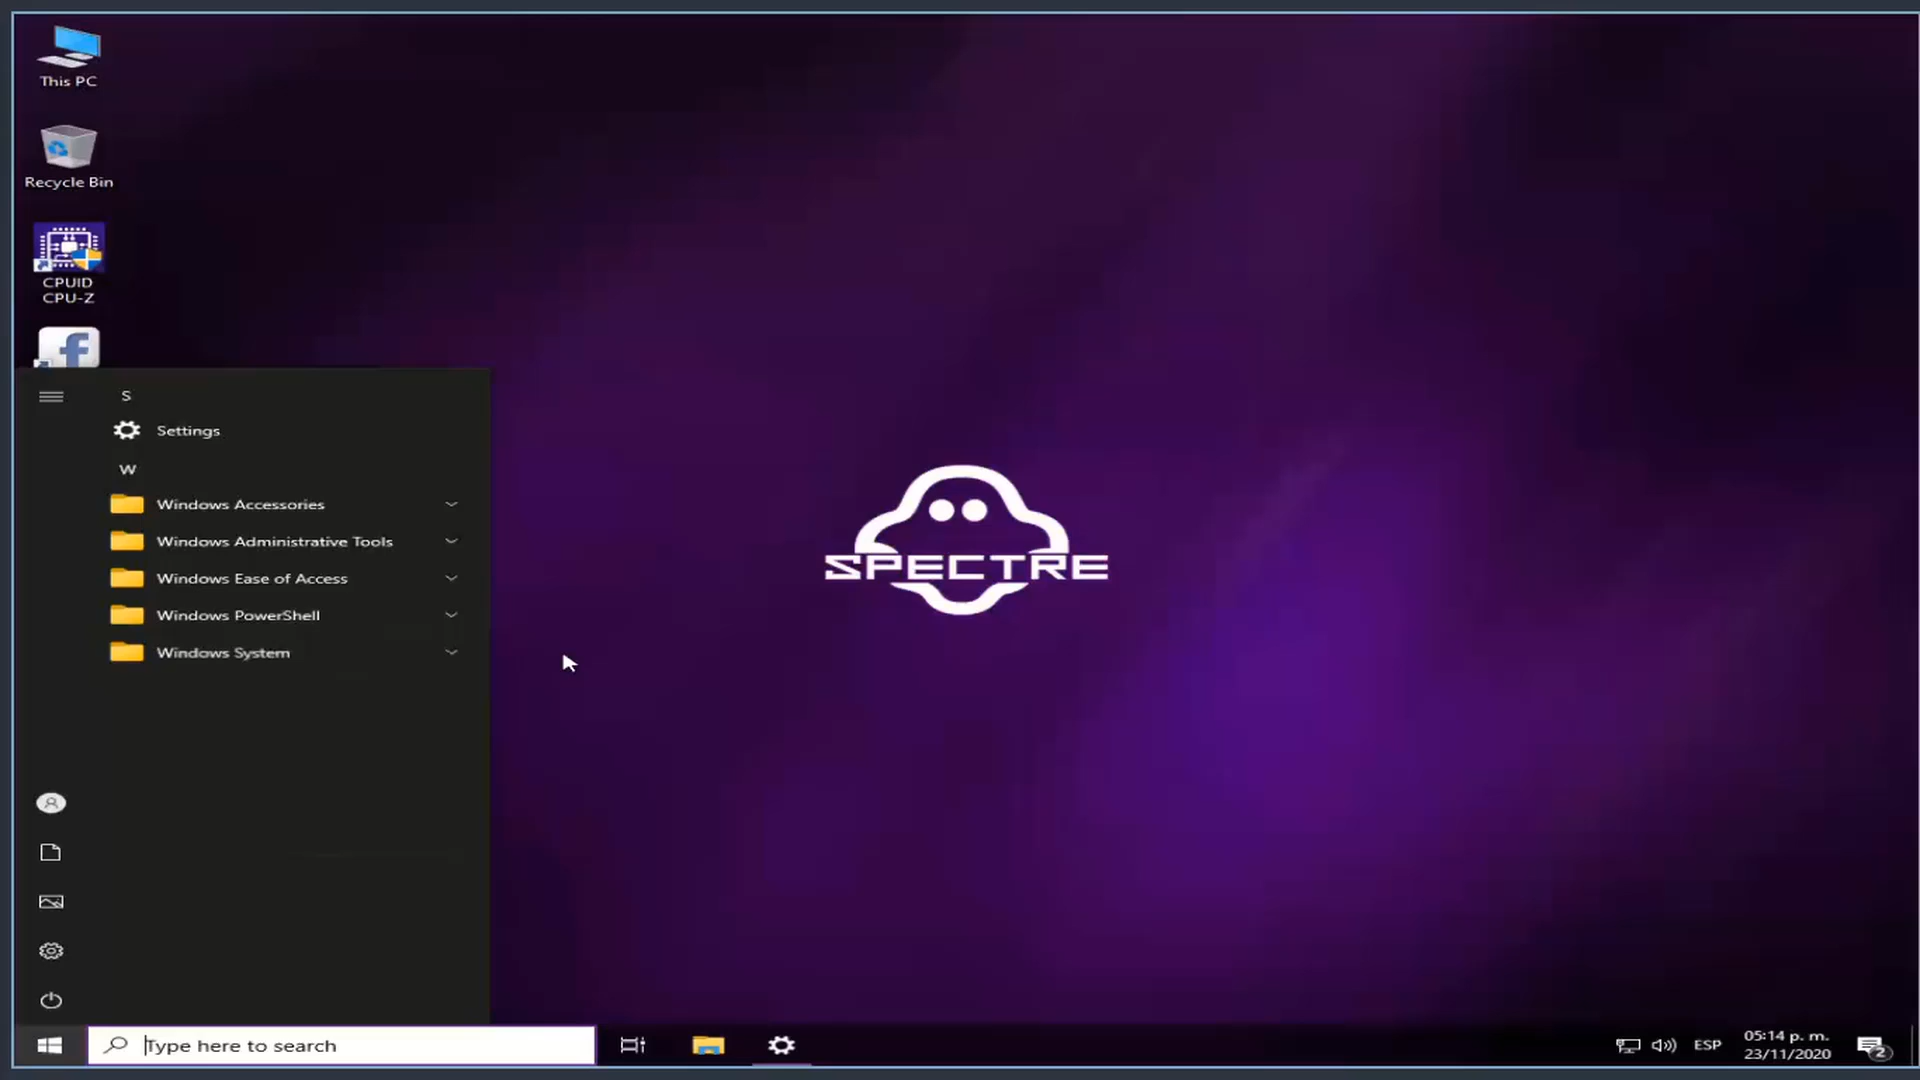 This PC
Recycle Bin
CPUID
CPU-Z
f
S
Settings
W
Windows Accessories
Windows Administrative Tools
Windows Ease of Access
Windows PowerShell
Windows System
SPECTRE
Type here to search
ESP
05:14 p. m.
23/11/2020
2